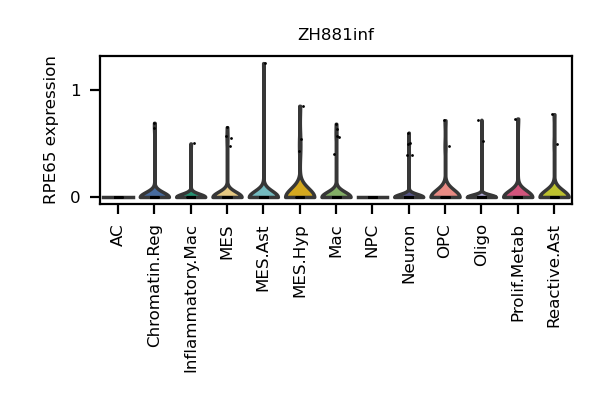 ZH881inf
RPE65 expression
1
0
AC
Chromatin.Reg
Inflammatory.Mac
MES
MES.Ast
MES.Hyp
Mac
NPC
Neuron
OPC
Oligo
Prolif.Metab
Reactive.Ast